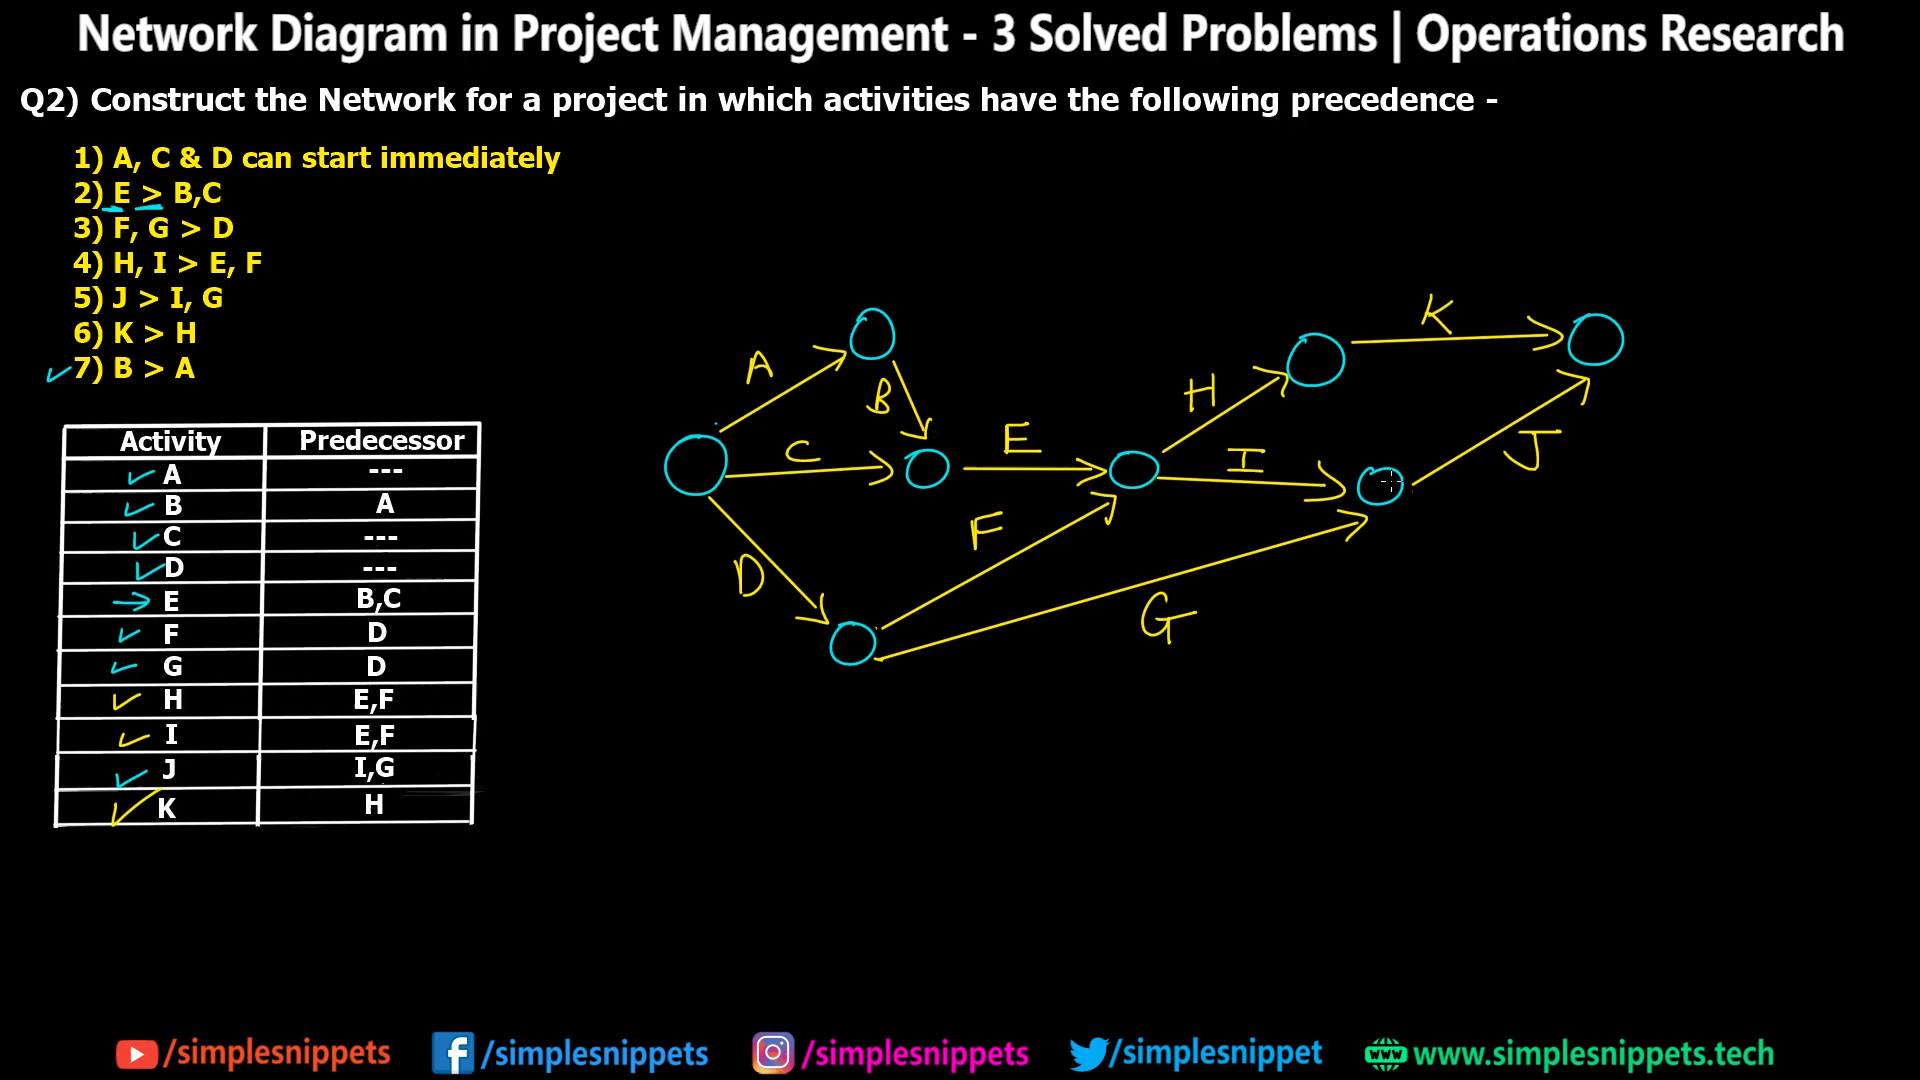 Network Diagram in Project Management - 3 Solved Problems | Operations Research
Q2) Construct the Network for a project in which activities have the following precedence -
1) A, C & D can start immediately
2) E > B,C
3) F, G > D
4) H, I > E, F
5) J > I, G
6) K > H
7) B > A
Activity Predecessor
A ---
B A
C ---
D ---
E B,C
F D
G D
H E,F
I E,F
J I,G
K H
A
B
C
D
E
F
G
H
I
K
J
/simplesnippets /simplesnippets /simplesnippets /simplesnippet www www.simplesnippets.tech